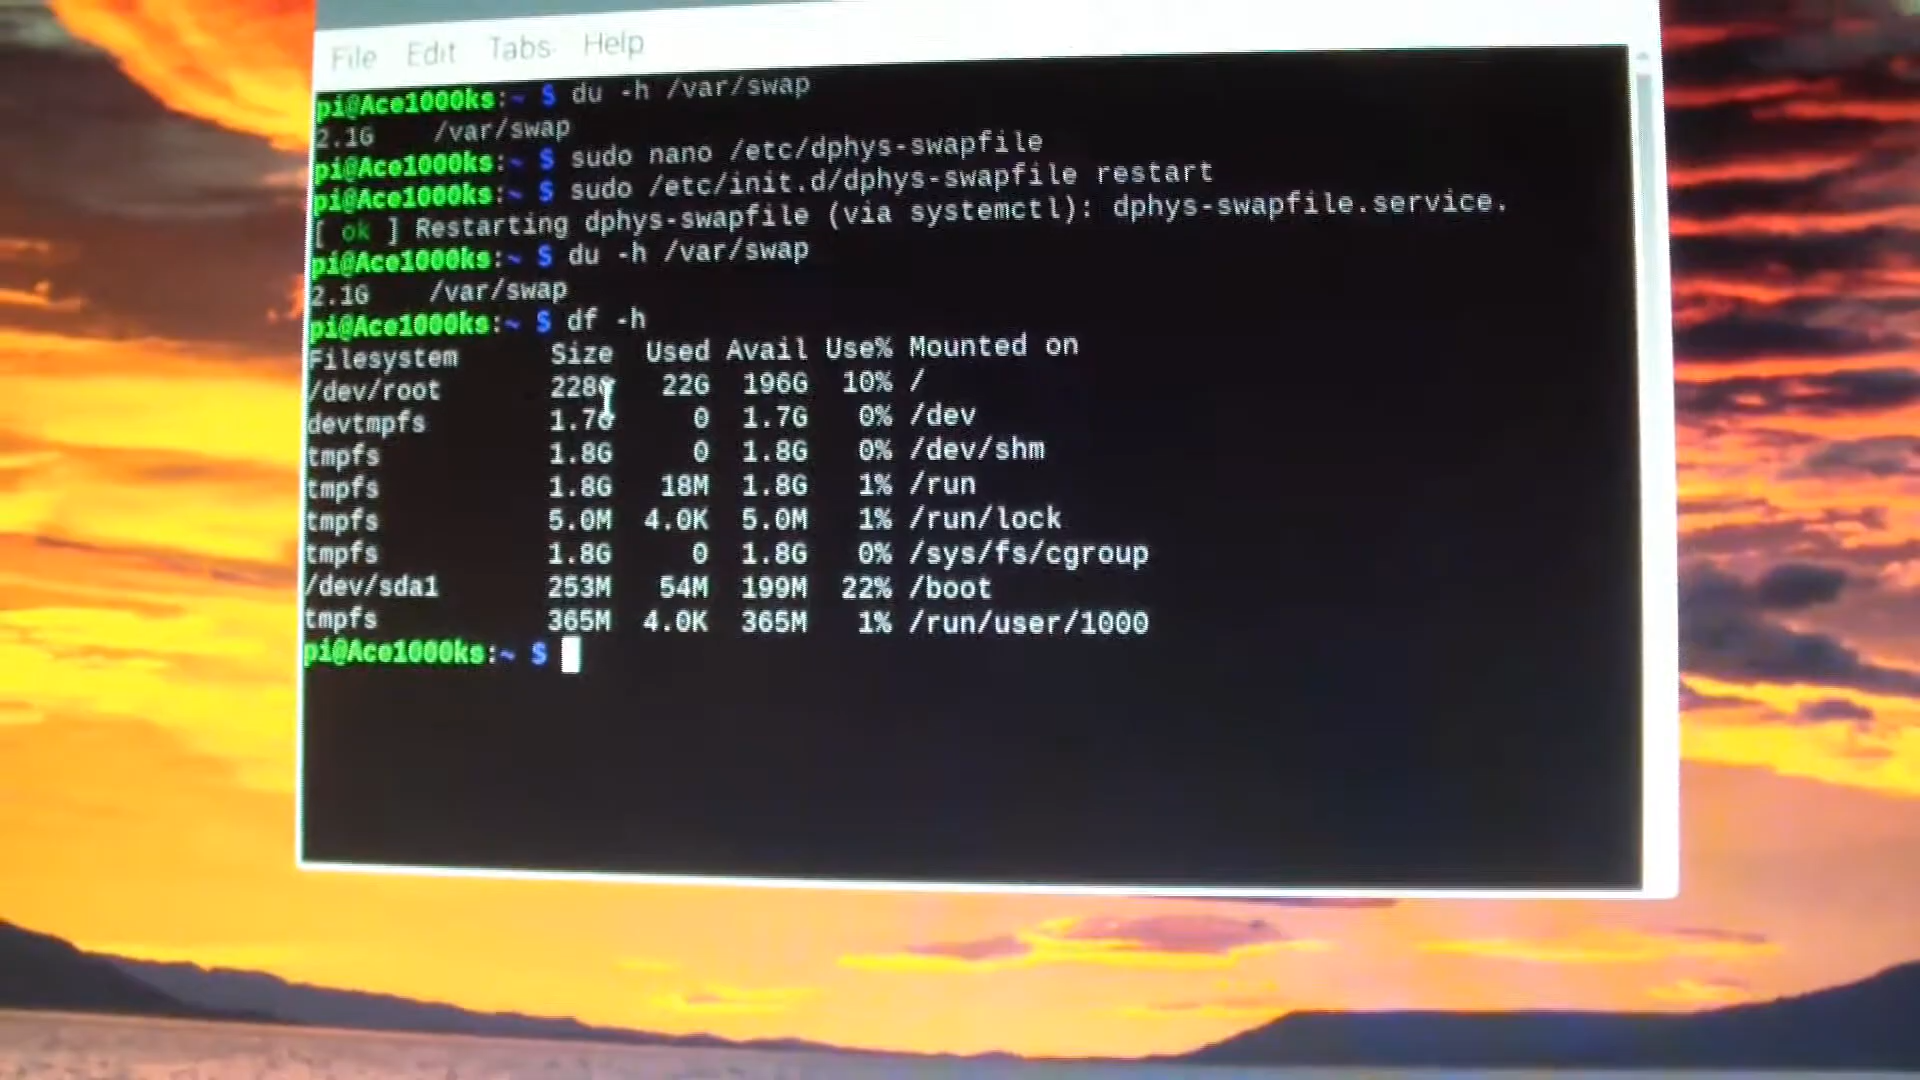 File Edit Tabs Help
pi@Ace1000ks:~ $ du -h /var/swap
2.1G /var/swap
pi@Ace1000ks:~ $ sudo nano /etc/dphys-swapfile
pi@Ace1000ks:~ $ sudo /etc/init.d/dphys-swapfile restart
[ ok ] Restarting dphys-swapfile (via systemctl): dphys-swapfile.service.
pi@Ace1000ks:~ $ du -h /var/swap
2.1G /var/swap
pi@Ace1000ks:~ $ df -h
Filesystem Size Used Avail Use% Mounted on
/dev/root 228G 22G 196G 10% /
devtmpfs 1.7G 0 1.7G 0% /dev
tmpfs 1.8G 0 1.8G 0% /dev/shm
tmpfs 1.8G 18M 1.8G 1% /run
tmpfs 5.0M 4.0K 5.0M 1% /run/lock
tmpfs 1.8G 0 1.8G 0% /sys/fs/cgroup
/dev/sda1 253M 54M 199M 22% /boot
tmpfs 365M 4.0K 365M 1% /run/user/1000
pi@Ace1000ks:~ $